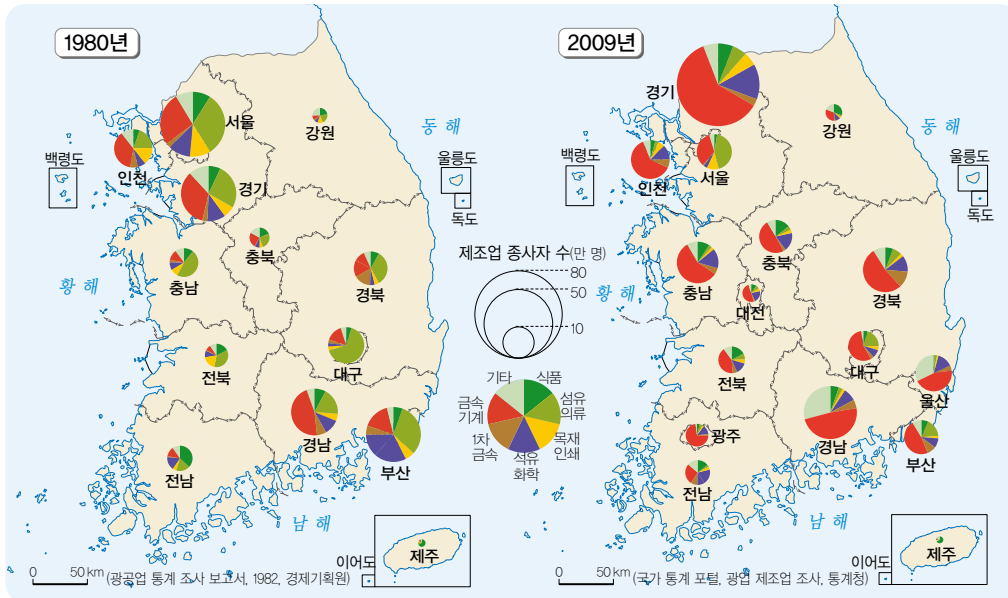 1980년
서울
강원
인천
경기
동 해
백령도
울릉도
독도
충북
충남
경북
황 해
전북
대구
경남
부산
전남
남 해
이어도
제주
0 50 km
(광공업 통계 조사 보고서, 1982, 경제기획원)
제조업 종사자 수(만 명)
80
50
10
기타
식품
금속
기계
섬유
의류
1차
금속
목재
인쇄
석유
화학
2009년
경기
강원
인천
서울
동 해
백령도
울릉도
독도
충북
충남
대전
경북
황 해
전북
대구
울산
광주
경남
부산
전남
남 해
이어도
제주
0 50 km
(국가 통계 포털, 광업 제조업 조사, 통계청)